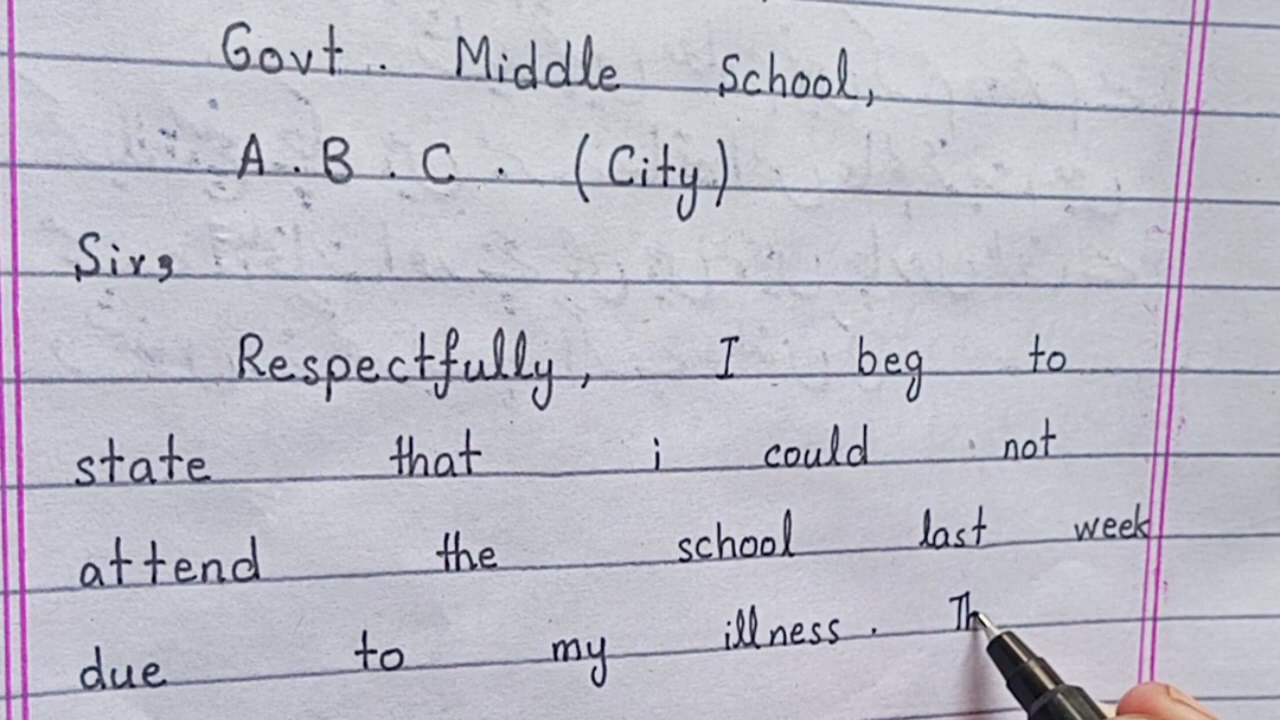 Govt. Middle School,
A.B.C. (City)
Sir,
Respectfully, I beg to
state that i could not
attend the school last week
due to my illness. Th